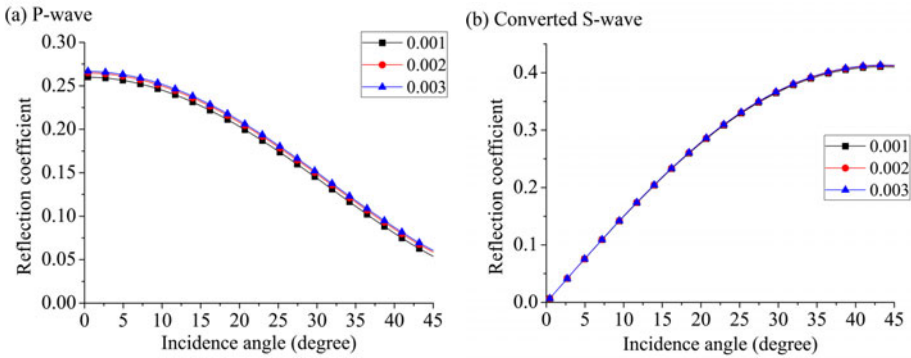 (a) P-wave
Reflection coefficient
0.30
0.25
0.20
0.15
0.10
0.05
0.00
0 5 10 15 20 25 30 35 40 45
Incidence angle (degree)
0.001
0.002
0.003
(b) Converted S-wave
Reflection coefficient
0.4
0.3
0.2
0.1
0.0
0 5 10 15 20 25 30 35 40 45
Incidence angle (degree)
0.001
0.002
0.003